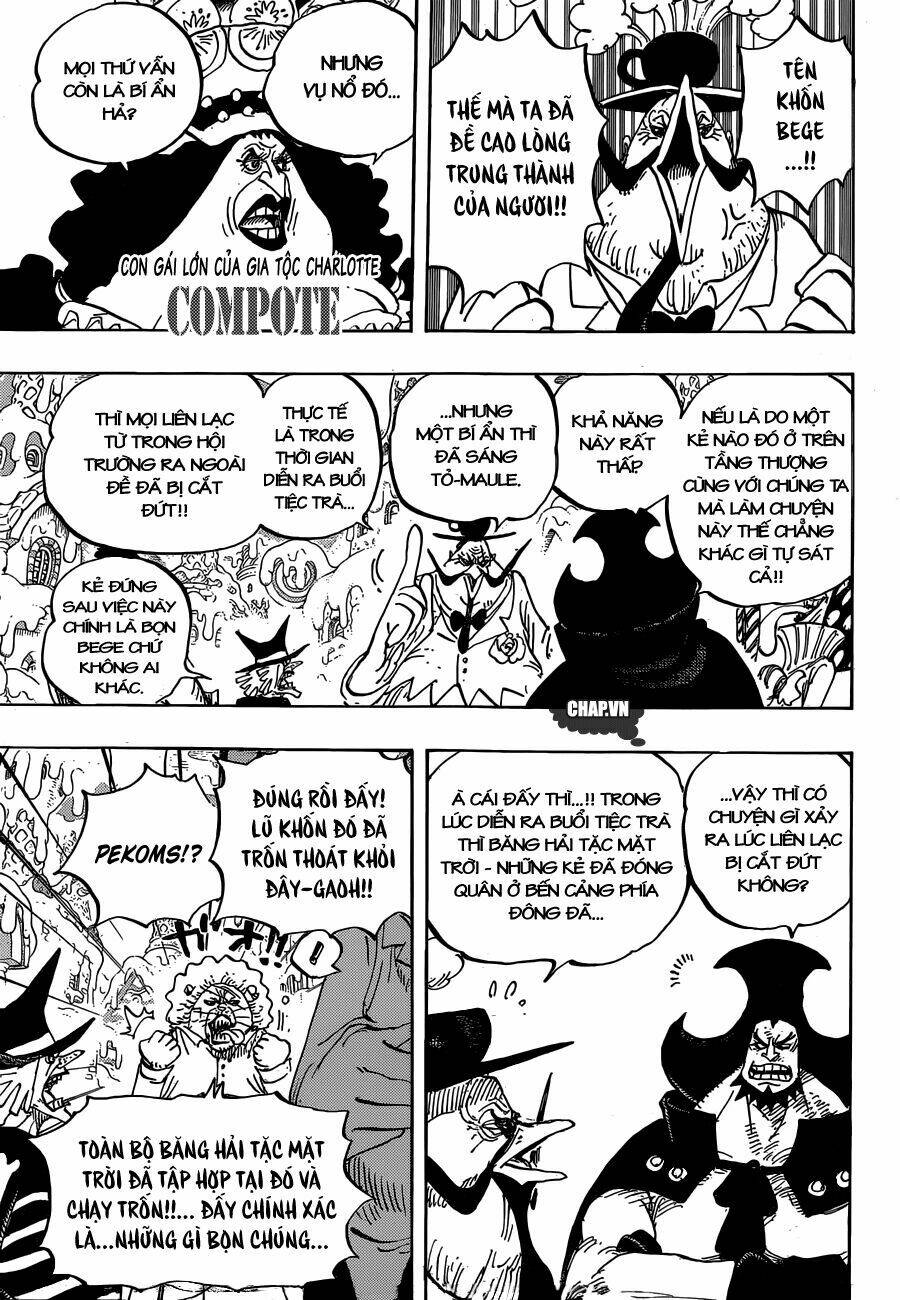 TÊN
KHỐN
BEGE
...!!
THẾ MÀ TA ĐÃ
ĐỀ CAO LÒNG
TRUNG THÀNH
CỦA NGƯƠI!!
NHƯNG
VỤ NỔ ĐÓ...
MỌI THỨ VẪN
CÒN LÀ BÍ ẨN
HẢ?
CON GÁI LỚN CỦA GIA TỘC CHARLOTTE
COMPOTE
NẾU LÀ DO MỘT
KẺ NÀO ĐÓ Ở TRÊN
TẦNG THƯỢNG
CÙNG VỚI CHÚNG TA
MÀ LÀM CHUYỆN
NÀY THÌ CHẲNG
KHÁC GÌ TỰ SÁT
CẢ!!
KHẢ NĂNG
NÀY RẤT
THẤP.
...NHƯNG
MỘT BÍ ẨN THÌ
ĐÃ SÁNG
TỎ-MAULE.
THỰC TẾ
LÀ TRONG
THỜI GIAN
DIỄN RA BUỔI
TIỆC TRÀ,
THÌ MỌI LIÊN LẠC
TỪ TRONG HỘI
TRƯỜNG RA NGOÀI
ĐỀ ĐÃ BỊ CẮT
ĐỨT!!
KẺ ĐỨNG
SAU VIỆC NÀY
CHÍNH LÀ BỌN
BEGE CHỨ
KHÔNG AI
KHÁC.
CHAP.VN
...VẬY THÌ CÓ
CHUYỆN GÌ XẢY
RA LÚC LIÊN LẠC
BỊ CẮT ĐỨT
KHÔNG?
À CÁI ĐẤY THÌ...!! TRONG
LÚC DIỄN RA BUỔI TIỆC TRÀ
THÌ BĂNG HẢI TẶC MẶT
TRỜI - NHỮNG KẺ ĐÃ ĐÓNG
QUÂN Ở BẾN CẢNG PHÍA
ĐÔNG ĐÃ...
ĐÚNG RỒI ĐẤY!
LŨ KHỐN ĐÓ ĐÃ
TRỐN THOÁT KHỎI
ĐÂY-GAOH!!
PEKOMS!?
ガオ!!
TOÀN BỘ BĂNG HẢI TẶC MẶT
TRỜI ĐÃ TẬP HỢP TẠI ĐÓ VÀ
CHẠY TRỐN!!... ĐẤY CHÍNH XÁC
LÀ...NHỮNG GÌ BỌN CHÚNG...